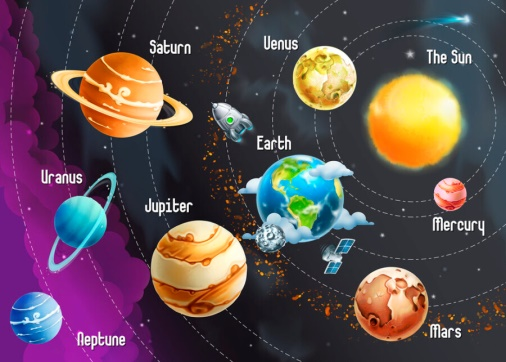 Saturn
Venus
The Sun
Earth
Uranus
Jupiter
Mercury
Neptune
Mars